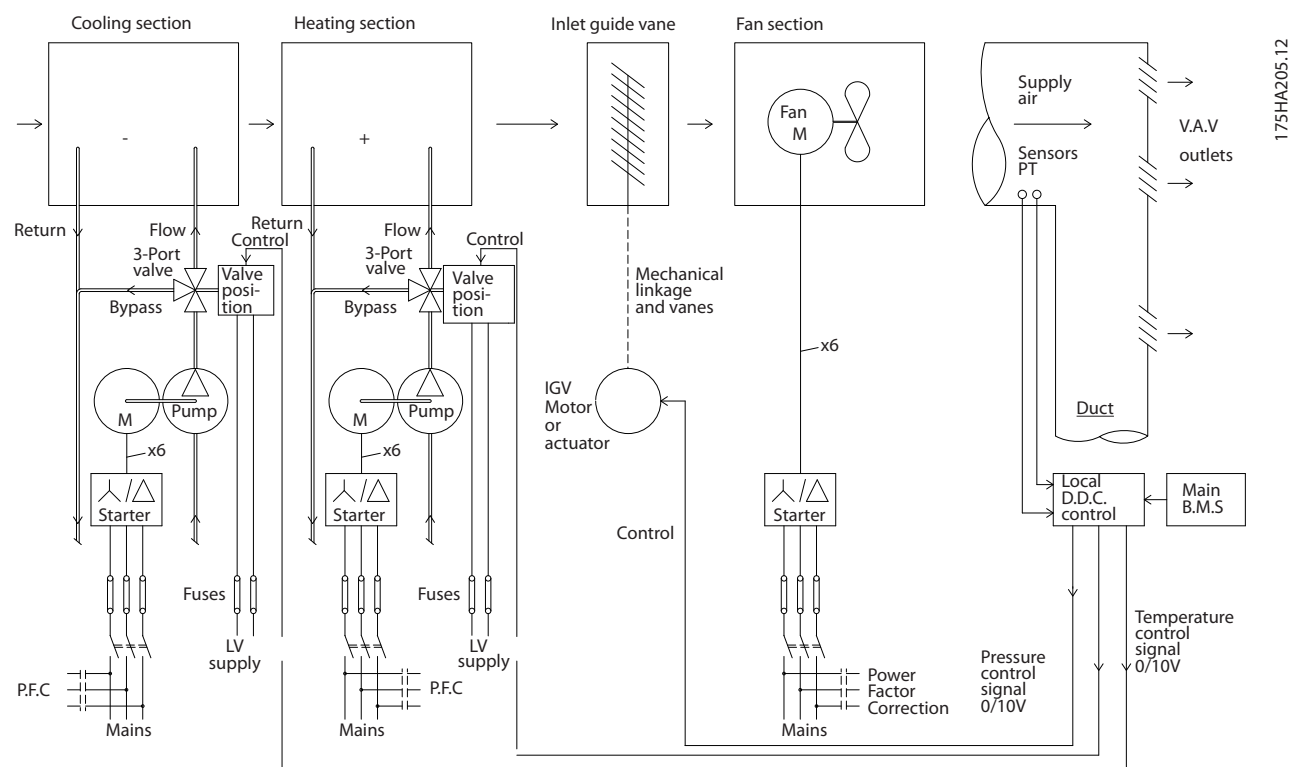 Cooling section
Heating section
Inlet guide vane
Fan section
175HA205.12
-
+
Fan
M
Supply
air
Sensors
PT
V.A.V
outlets
Return
Flow
Control
3-Port
valve
Valve
posi-
tion
Bypass
Return
Flow
Control
3-Port
valve
Valve
posi-
tion
Bypass
Mechanical
linkage
and vanes
x6
M
Pump
M
Pump
IGV
Motor
or
actuator
Duct
x6
x6
Starter
Starter
Starter
Local
D.D.C.
control
Main
B.M.S
Control
Fuses
Fuses
LV
supply
LV
supply
P.F.C
P.F.C
Mains
Mains
Power
Factor
Correction
Mains
Pressure
control
signal
0/10V
Temperature
control
signal
0/10V